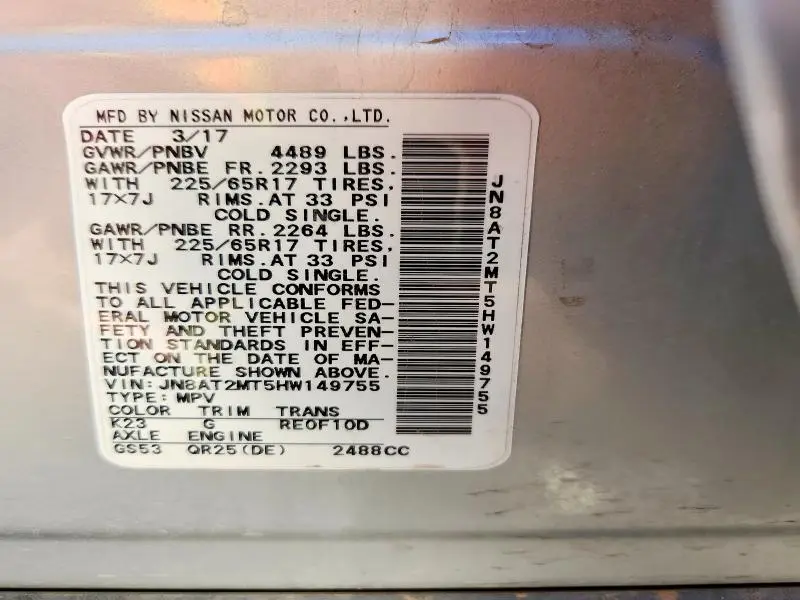 MFD BY NISSAN MOTOR CO.,LTD.
DATE 3/17
GVWR/PNBV 4489 LBS.
GAWR/PNBE FR. 2293 LBS.
WITH 225/65R17 TIRES,
17×7J RIMS.AT 33 PSI
COLD SINGLE.
GAWR/PNBE RR. 2264 LBS.
WITH 225/65R17 TIRES,
17×7J RIMS.AT 33 PSI
COLD SINGLE.
THIS VEHICLE CONFORMS
TO ALL APPLICABLE FED-
ERAL MOTOR VEHICLE SA-
FETY AND THEFT PREVEN-
TION STANDARDS IN EFF-
ECT ON THE DATE OF MA-
NUFACTURE SHOWN ABOVE.
VIN:JN8AT2MT5HW149755
TYPE:MPV
COLOR TRIM TRANS
K23 G RE0F10D
AXLE ENGINE
GS53 QR25(DE) 2488CC
JN8AT2MT5HW149755